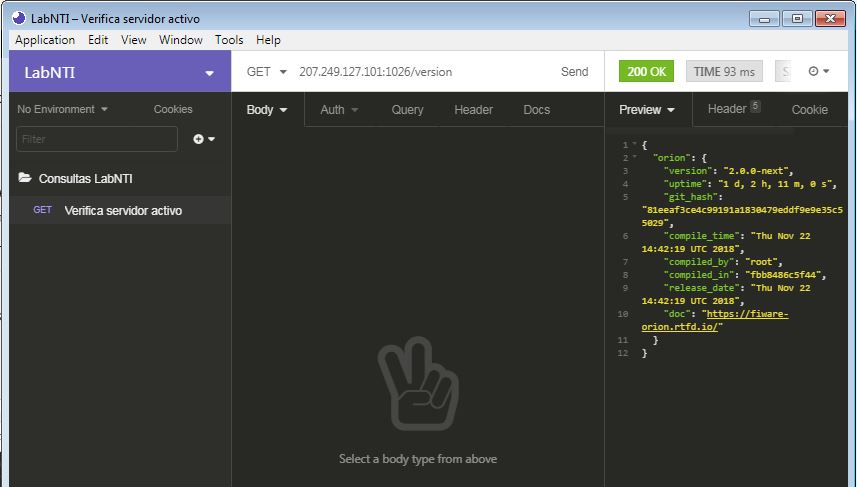 LabNTI – Verifica servidor activo
Application Edit View Window Tools Help
LabNTI
GET 207.249.127.101:1026/version Send
200 OK TIME 93 ms
No Environment Cookies
Body Auth Query Header Docs
Preview Header 5 Cookie
Filter
Consultas LabNTI
GET Verifica servidor activo
1 {
2 "orion": {
3 "version": "2.0.0-next",
4 "uptime": "1 d, 2 h, 11 m, 0 s",
5 "git_hash":
"81eeaf3ce4c99191a1830479eddf9e9e35c5
5029",
6 "compile_time": "Thu Nov 22
14:42:19 UTC 2018",
7 "compiled_by": "root",
8 "compiled_in": "fbb8486c5f44",
9 "release_date": "Thu Nov 22
14:42:19 UTC 2018",
10 "doc": "https://fiware-
orion.rtfd.io/"
11 }
12 }
Select a body type from above